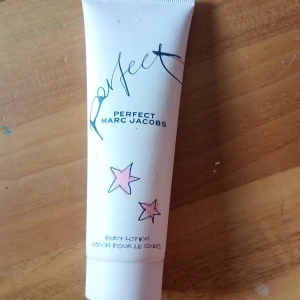 perfect
PERFECT
MARC JACOBS
BODY LOTION
LOTION POUR LE CORPS